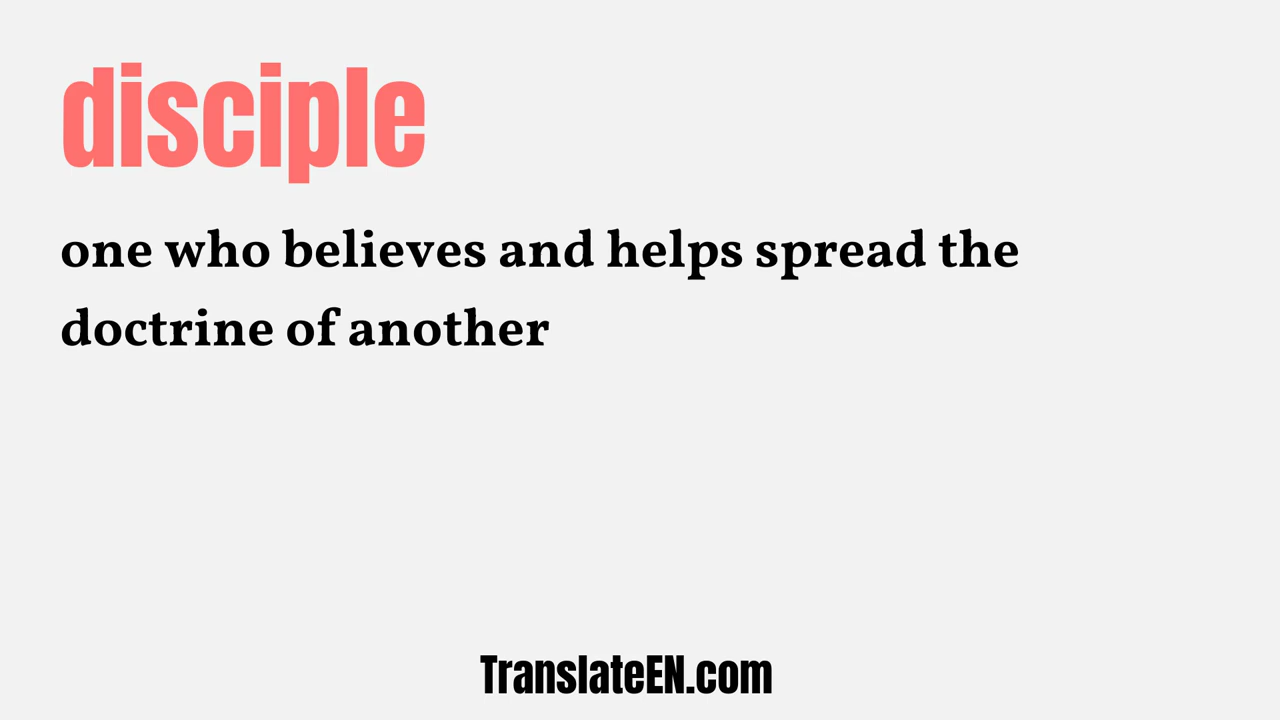 disciple
one who believes and helps spread the
doctrine of another
TranslateEN.com